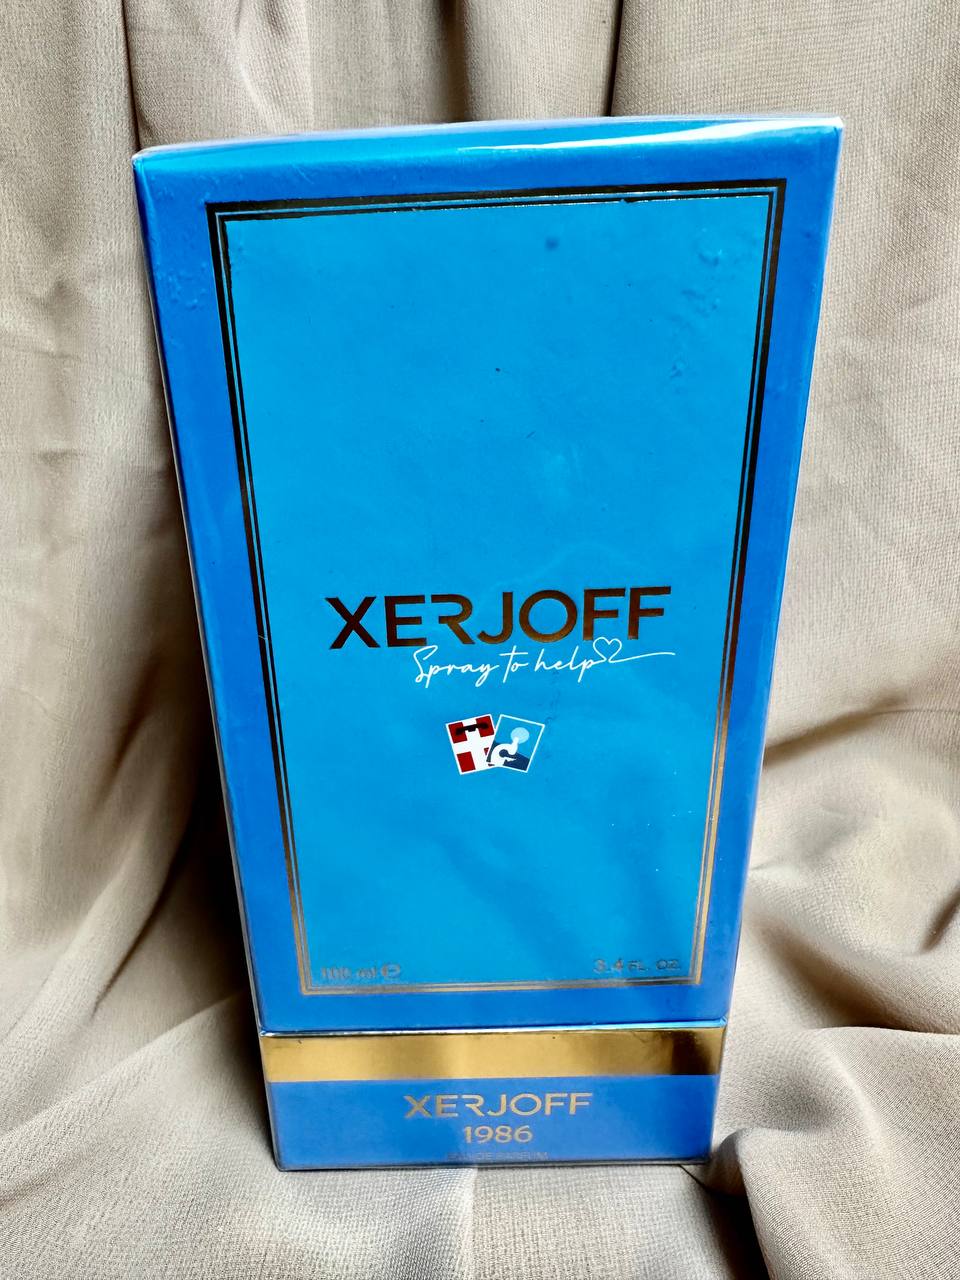 XERJOFF
Spray to help
100 ml ℮
3.4 FL. OZ.
XERJOFF
1986
EAU DE PARFUM